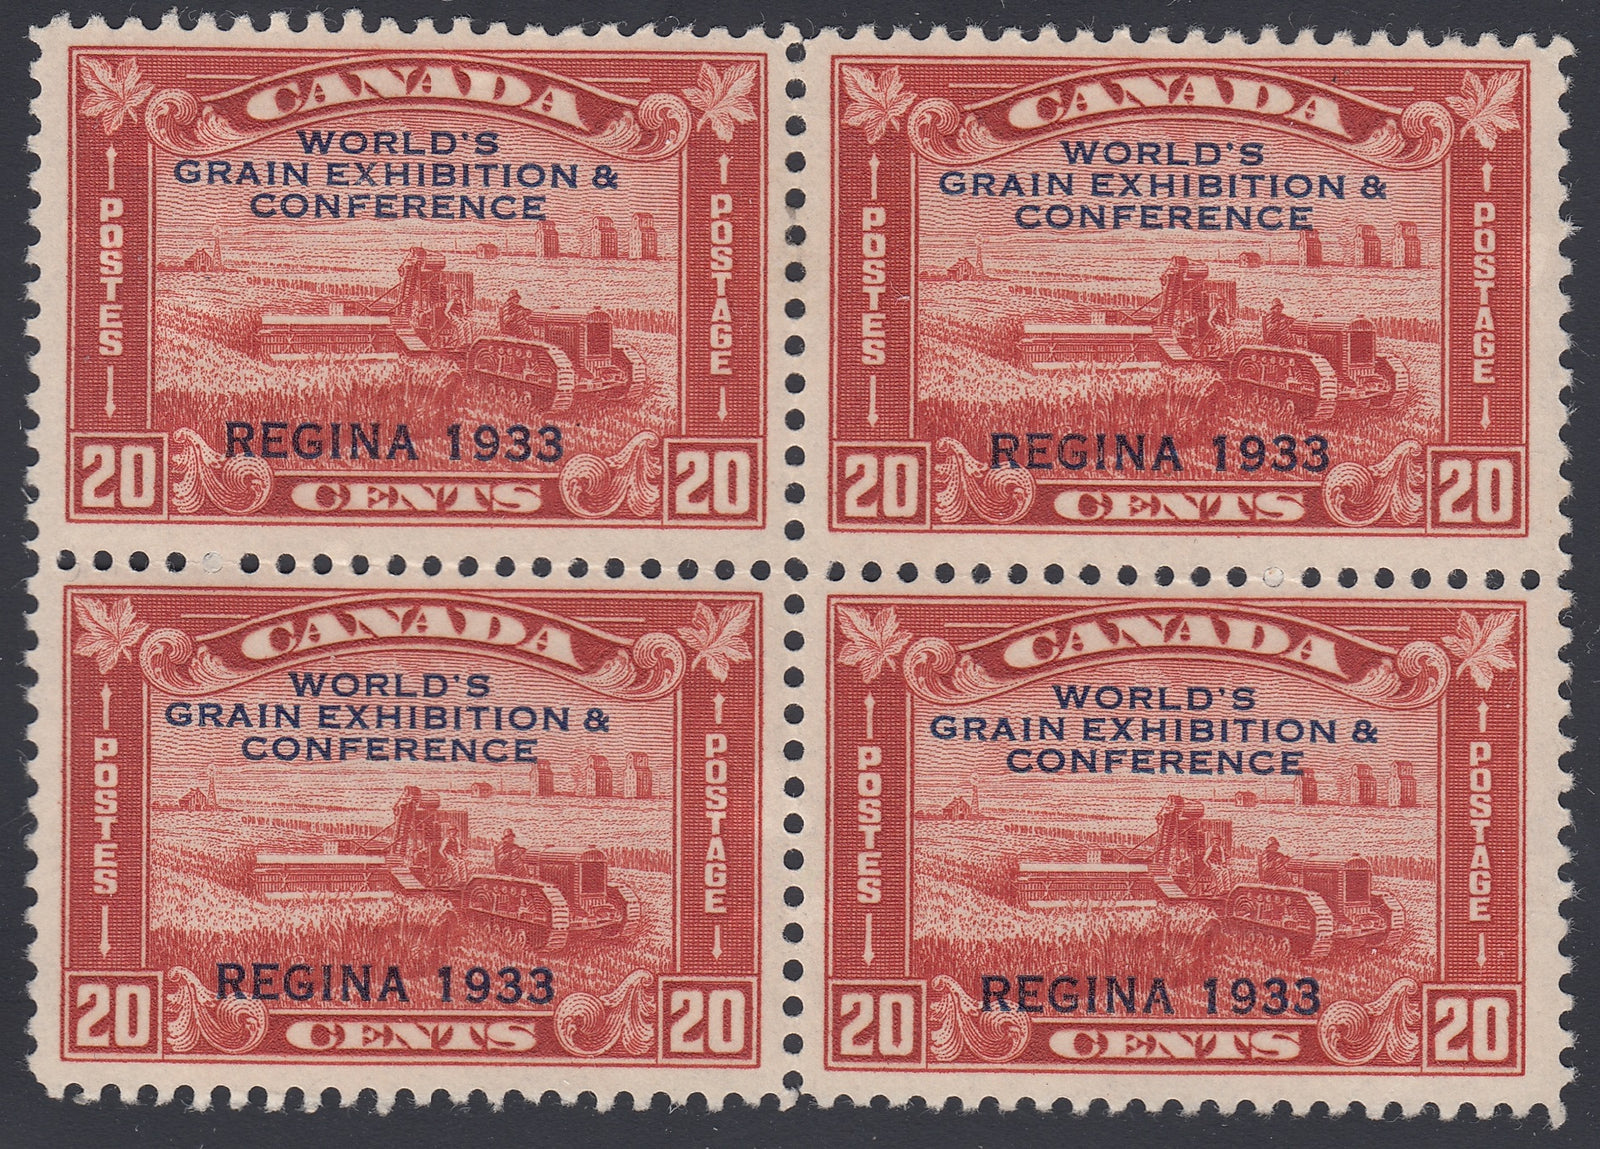 CANADA
WORLD'S
GRAIN EXHIBITION &
CONFERENCE
POSTES
POSTAGE
REGINA 1933
20 CENTS 20
CANADA
WORLD'S
GRAIN EXHIBITION &
CONFERENCE
POSTES
POSTAGE
REGINA 1933
20 CENTS 20
CANADA
WORLD'S
GRAIN EXHIBITION &
CONFERENCE
POSTES
POSTAGE
REGINA 1933
20 CENTS 20
CANADA
WORLD'S
GRAIN EXHIBITION &
CONFERENCE
POSTES
POSTAGE
REGINA 1933
20 CENTS 20